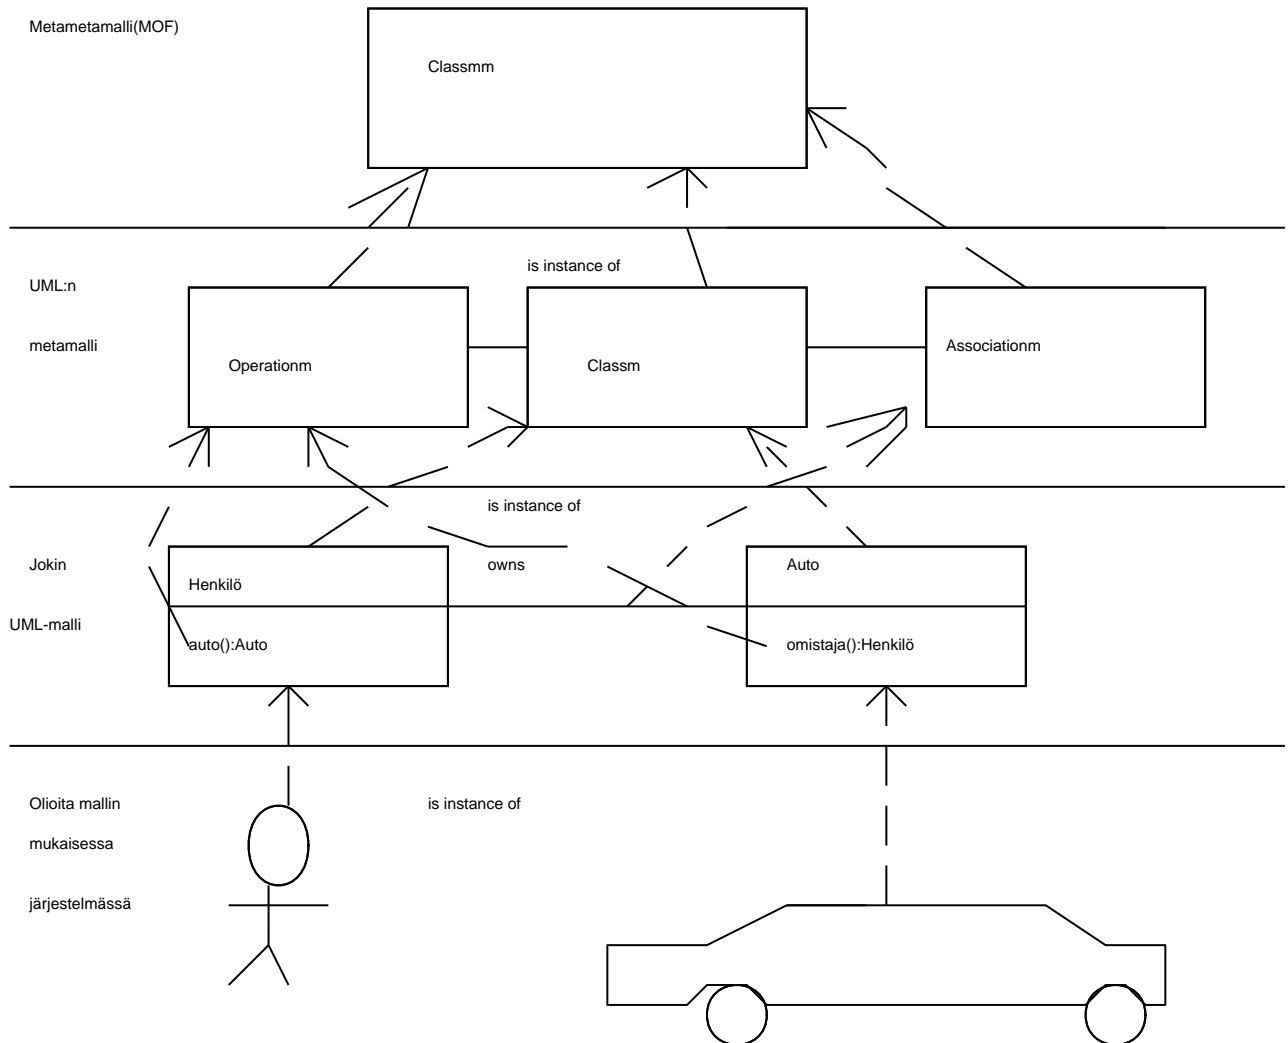 Metametamalli(MOF)
Classmm
is instance of
UML:n
metamalli
Operationm
Classm
Associationm
is instance of
Jokin
owns
Auto
Henkilö
UML-malli
auto():Auto
omistaja():Henkilö
Olioita mallin
is instance of
mukaisessa
järjestelmässä